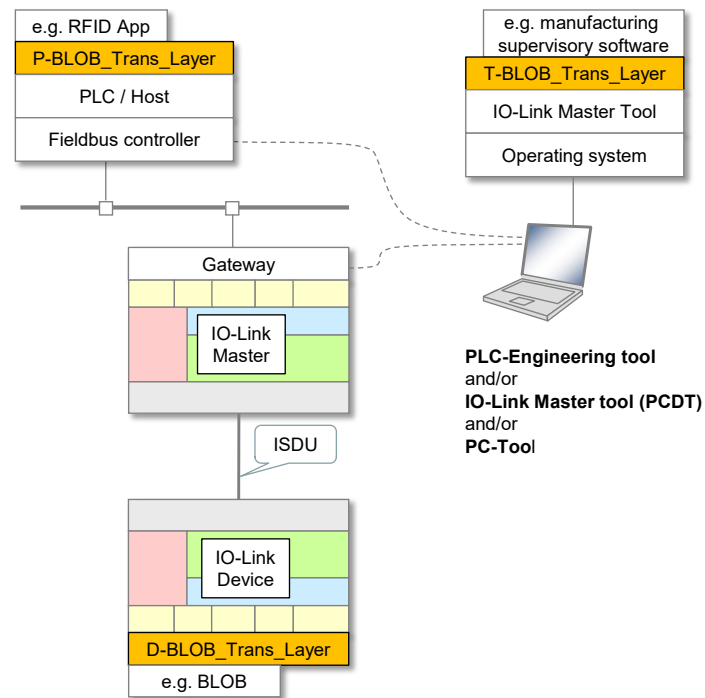 e.g. RFID App
P-BLOB_Trans_Layer
PLC / Host
Fieldbus controller
e.g. manufacturing
supervisory software
T-BLOB_Trans_Layer
IO-Link Master Tool
Operating system
Gateway
IO-Link
Master
PLC-Engineering tool
and/or
IO-Link Master tool (PCDT)
and/or
PC-Tool
ISDU
IO-Link
Device
D-BLOB_Trans_Layer
e.g. BLOB